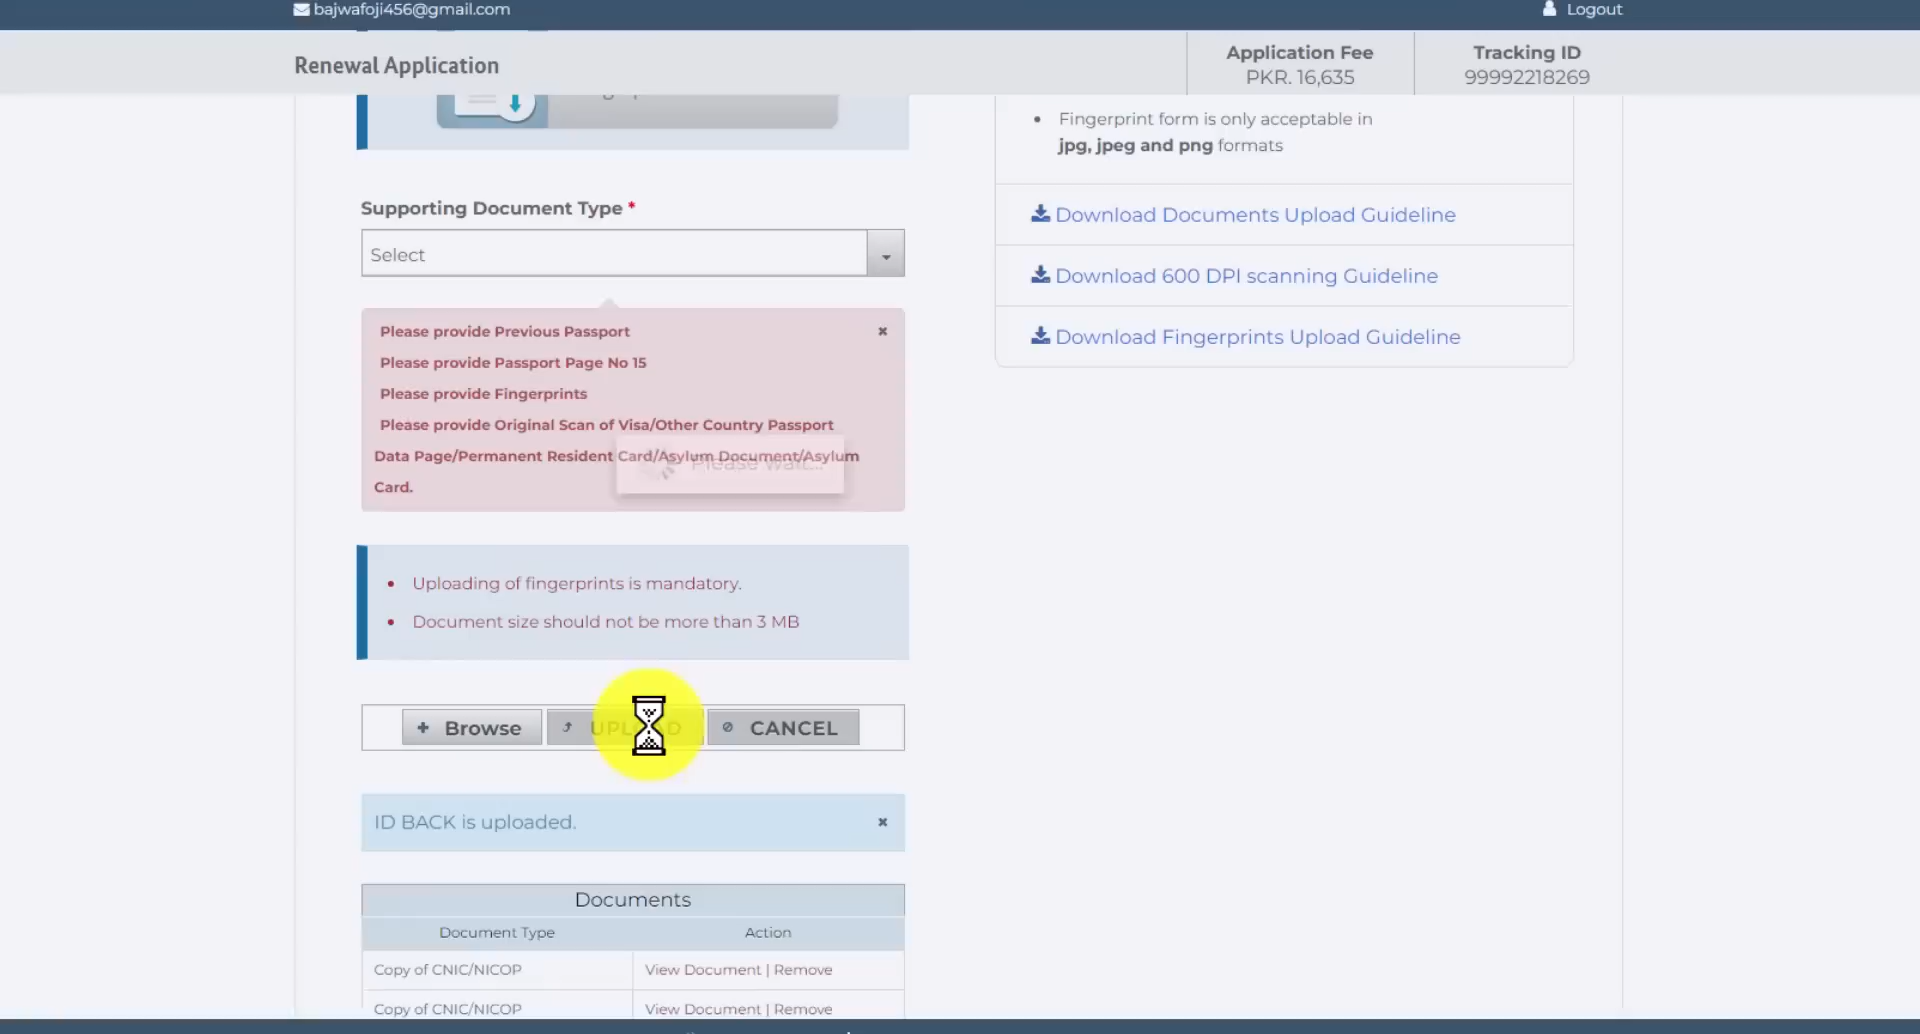 bajwafoji456@gmail.com
Logout
Renewal Application
Application Fee
PKR. 16,635
Tracking ID
99992218269
Fingerprint form is only acceptable in
jpg, jpeg and png formats
Download Documents Upload Guideline
Download 600 DPI scanning Guideline
Download Fingerprints Upload Guideline
Supporting Document Type *
Select
Please provide Previous Passport
Please provide Passport Page No 15
Please provide Fingerprints
Please provide Original Scan of Visa/Other Country Passport
Data Page/Permanent Resident Card/Asylum Document/Asylum
Card.
Please wait...
Uploading of fingerprints is mandatory.
Document size should not be more than 3 MB
Browse
UPLOAD
CANCEL
ID BACK is uploaded.
Documents
Document Type
Action
Copy of CNIC/NICOP
View Document | Remove
Copy of CNIC/NICOP
View Document | Remove